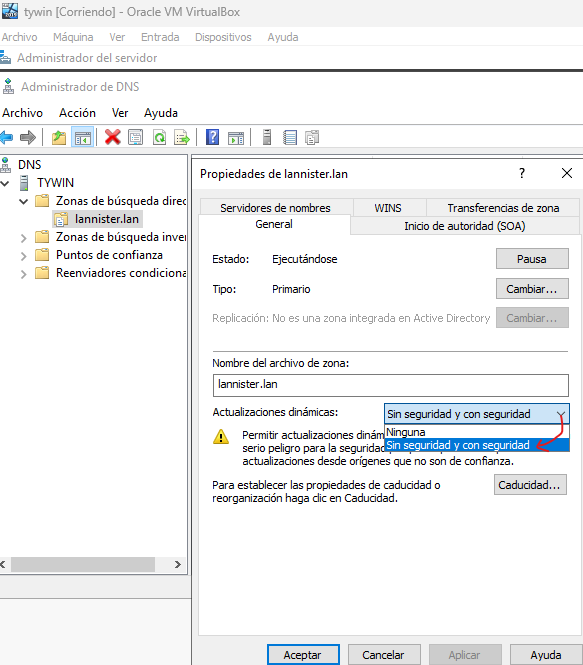 tywin [Corriendo] - Oracle VM VirtualBox
Archivo Máquina Ver Entrada Dispositivos Ayuda
Administrador del servidor
Administrador de DNS
Archivo Acción Ver Ayuda
DNS
TYWIN
Zonas de búsqueda direc
lannister.lan
Zonas de búsqueda inver
Puntos de confianza
Reenviadores condiciona
Propiedades de lannister.lan
Servidores de nombres WINS Transferencias de zona
General Inicio de autoridad (SOA)
Estado: Ejecutándose Pausa
Tipo: Primario Cambiar...
Replicación: No es una zona integrada en Active Directory Cambiar...
Nombre del archivo de zona:
lannister.lan
Actualizaciones dinámicas: Sin seguridad y con seguridad
Ninguna
Sin seguridad y con seguridad
Permitir actualizaciones dinám
serio peligro para la seguridad
actualizaciones desde orígenes que no son de confianza.
Para establecer las propiedades de caducidad o
reorganización haga clic en Caducidad.
Caducidad...
Aceptar Cancelar Aplicar Ayuda